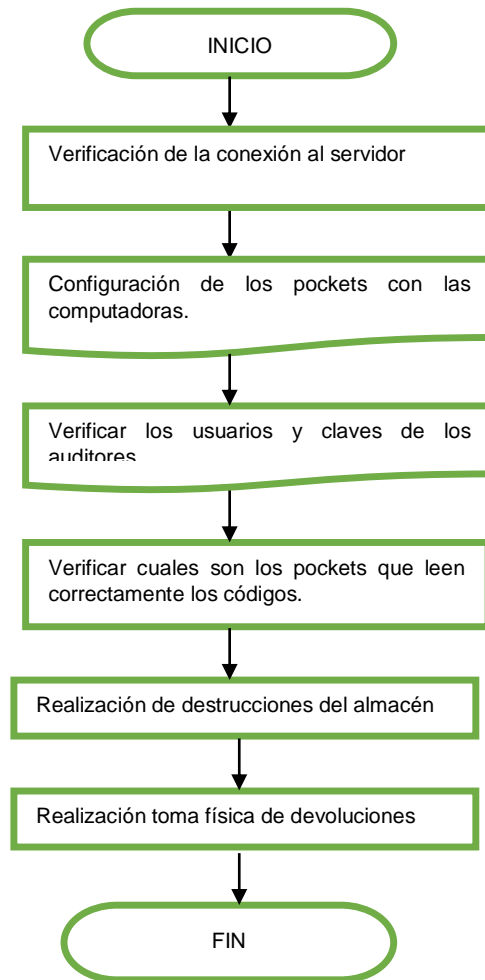 INICIO
Verificación de la conexión al servidor
Configuración de los pockets con las
computadoras.
Verificar los usuarios y claves de los
auditores
Verificar cuales son los pockets que leen
correctamente los códigos.
Realización de destrucciones del almacén
Realización toma física de devoluciones
FIN